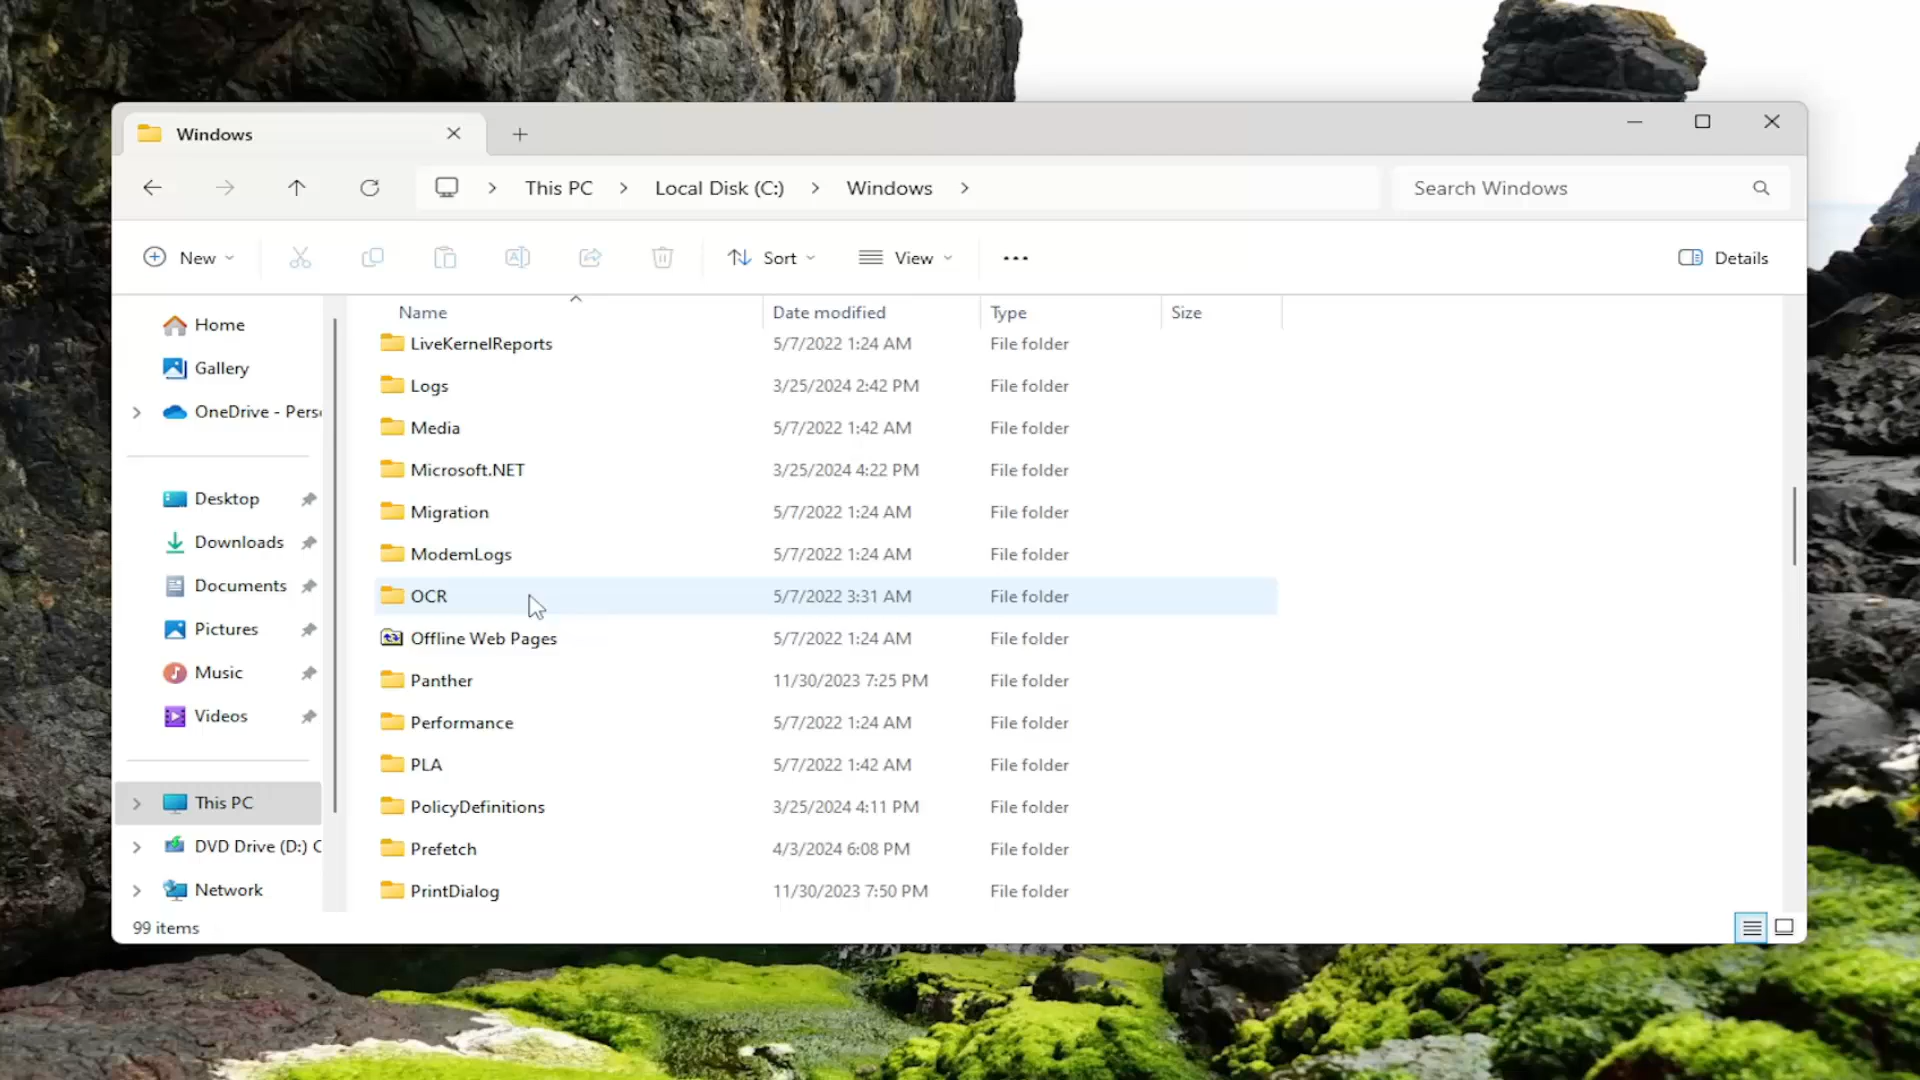 Windows
This PC Local Disk (C:) Windows Search Windows
New Sort View Details
Name Date modified Type Size
Home
Gallery
OneDrive - Pers
Desktop
Downloads
Documents
Pictures
Music
Videos
This PC
DVD Drive (D:) C
Network
LiveKernelReports 5/7/2022 1:24 AM File folder
Logs 3/25/2024 2:42 PM File folder
Media 5/7/2022 1:42 AM File folder
Microsoft.NET 3/25/2024 4:22 PM File folder
Migration 5/7/2022 1:24 AM File folder
ModemLogs 5/7/2022 1:24 AM File folder
OCR 5/7/2022 3:31 AM File folder
Offline Web Pages 5/7/2022 1:24 AM File folder
Panther 11/30/2023 7:25 PM File folder
Performance 5/7/2022 1:24 AM File folder
PLA 5/7/2022 1:42 AM File folder
PolicyDefinitions 3/25/2024 4:11 PM File folder
Prefetch 4/3/2024 6:08 PM File folder
PrintDialog 11/30/2023 7:50 PM File folder
99 items